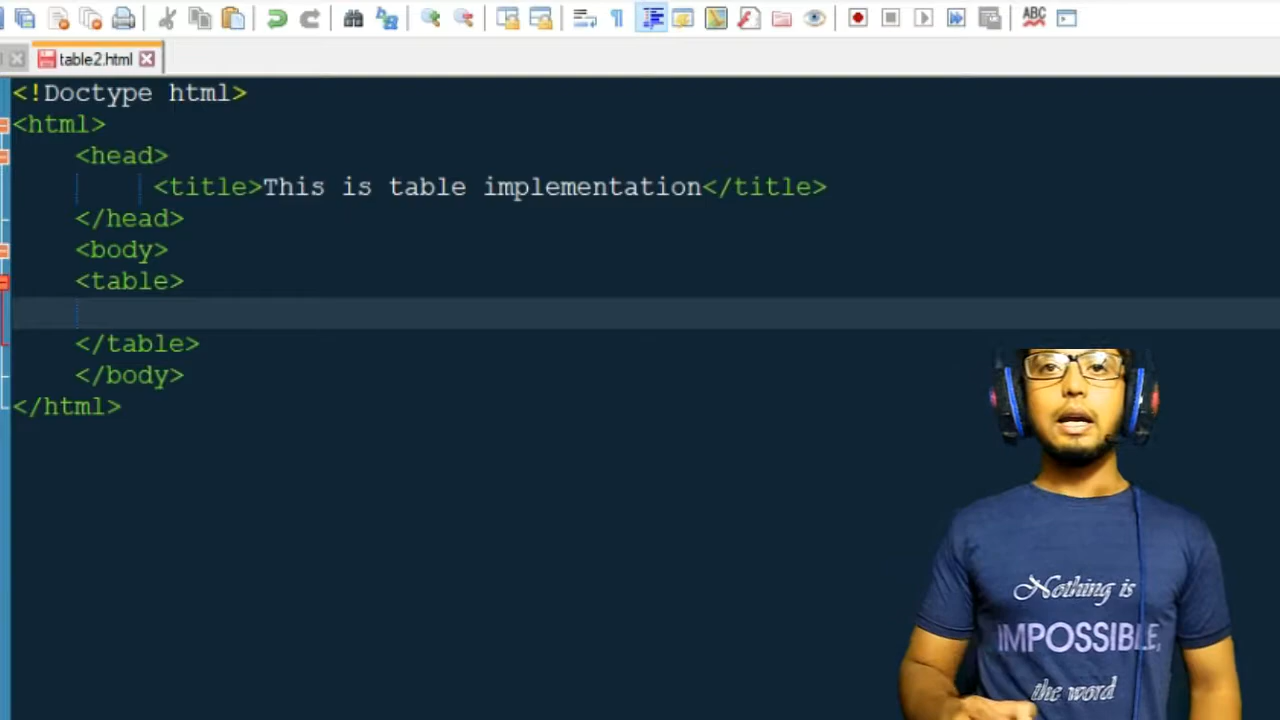 ABC
table2.html
<!Doctype html>
<html>
<head>
<title>This is table implementation</title>
</head>
<body>
<table>
</table>
</body>
</html>
Nothing is
IMPOSSIBLE,
the word